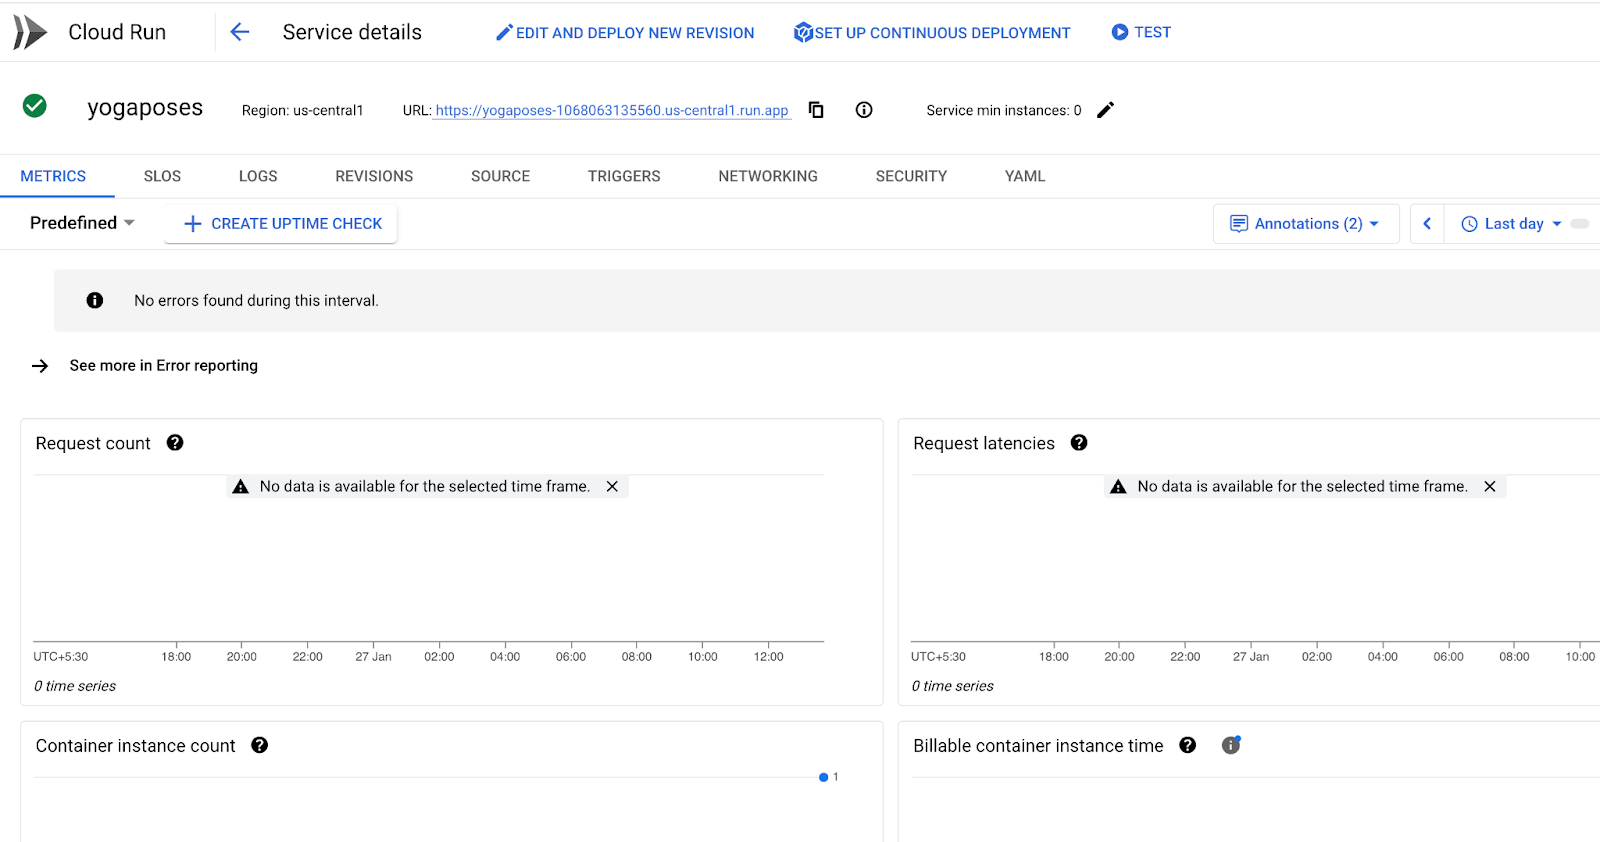 Cloud Run
Service details
EDIT AND DEPLOY NEW REVISION
SET UP CONTINUOUS DEPLOYMENT
TEST
yogaposes
Region: us-central1
URL: https://yogaposes-1068063135560.us-central1.run.app
Service min instances: 0
METRICS
SLOS
LOGS
REVISIONS
SOURCE
TRIGGERS
NETWORKING
SECURITY
YAML
Predefined
CREATE UPTIME CHECK
Annotations (2)
Last day
No errors found during this interval.
See more in Error reporting
Request count
No data is available for the selected time frame.
UTC+5:30 18:00 20:00 22:00 27 Jan 02:00 04:00 06:00 08:00 10:00 12:00
0 time series
Request latencies
No data is available for the selected time frame.
UTC+5:30 18:00 20:00 22:00 27 Jan 02:00 04:00 06:00 08:00 10:00
0 time series
Container instance count
1
Billable container instance time